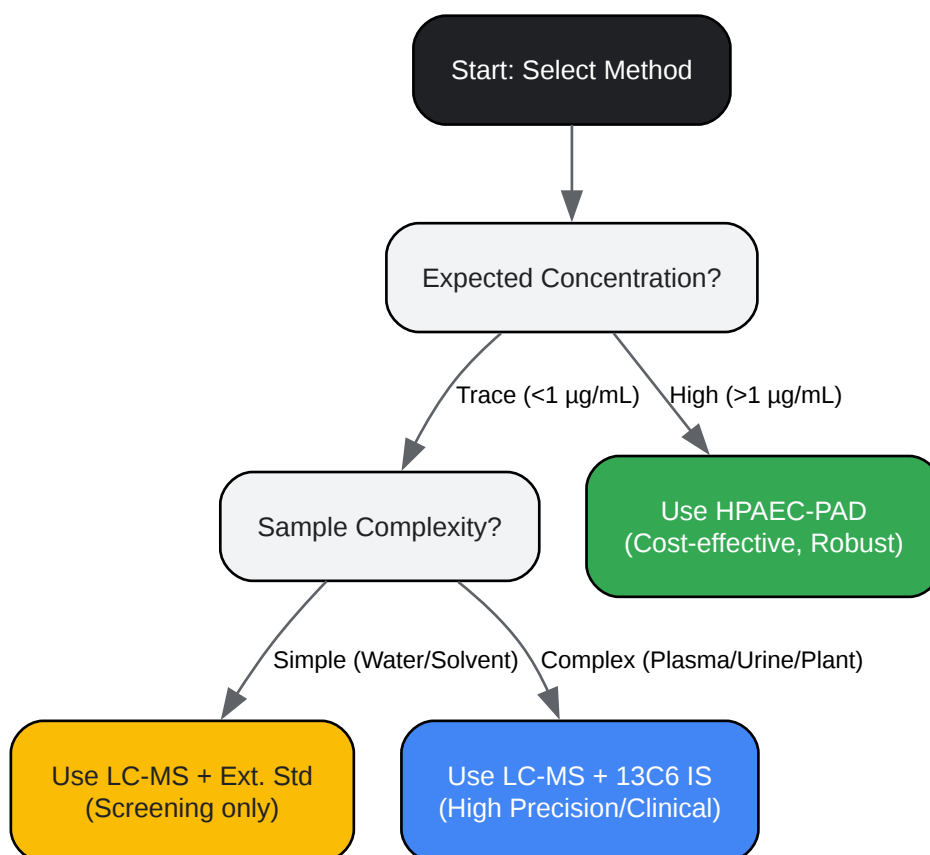 Start: Select Method
Expected Concentration?
Trace (<1 µg/mL)
High (>1 µg/mL)
Sample Complexity?
Use HPAEC-PAD
(Cost-effective, Robust)
Simple (Water/Solvent)
Complex (Plasma/Urine/Plant)
Use LC-MS + Ext. Std
(Screening only)
Use LC-MS + 13C6 IS
(High Precision/Clinical)